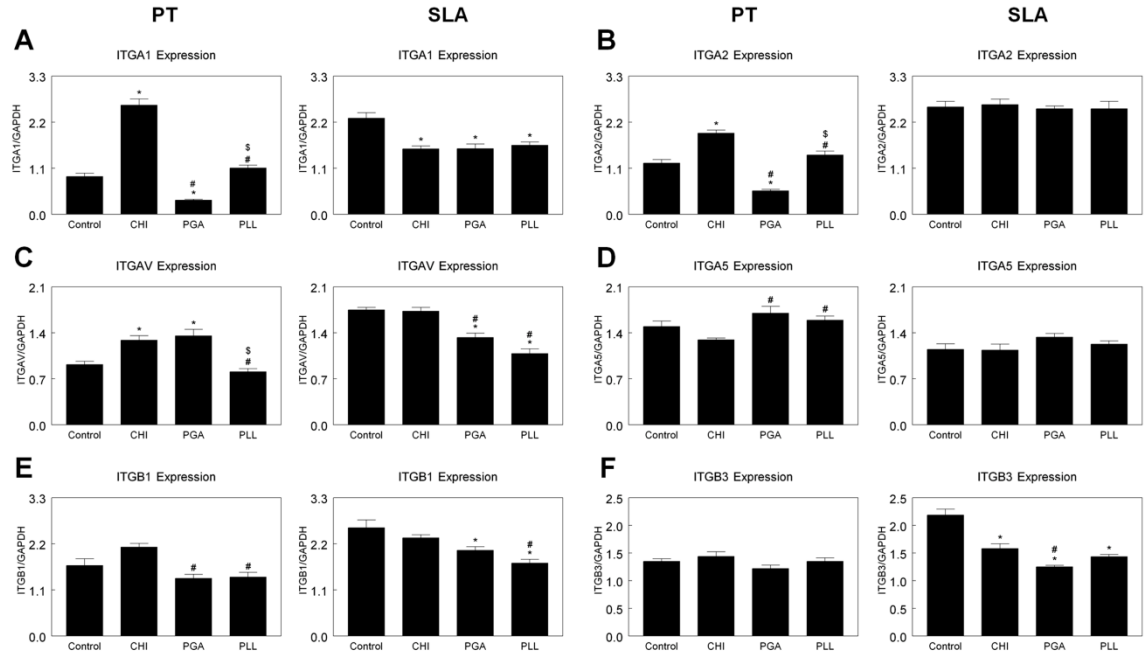 PT SLA PT SLA
A B
ITGA1 Expression ITGA1 Expression ITGA2 Expression ITGA2 Expression
3.3 3.3 3.3 3.3
2.2 2.2 2.2 2.2
1.1 1.1 1.1 1.1
0.0 0.0 0.0 0.0
ITGA1/GAPDH ITGA1/GAPDH ITGA2/GAPDH ITGA2/GAPDH
* # * $ # * * * * # * $ #
Control CHI PGA PLL Control CHI PGA PLL Control CHI PGA PLL Control CHI PGA PLL
C D
ITGAV Expression ITGAV Expression ITGA5 Expression ITGA5 Expression
2.1 2.1 2.1 2.1
1.4 1.4 1.4 1.4
0.7 0.7 0.7 0.7
0.0 0.0 0.0 0.0
ITGAV/GAPDH ITGAV/GAPDH ITGA5/GAPDH ITGA5/GAPDH
* * $ # # * # * # #
Control CHI PGA PLL Control CHI PGA PLL Control CHI PGA PLL Control CHI PGA PLL
E F
ITGB1 Expression ITGB1 Expression ITGB3 Expression ITGB3 Expression
3.3 3.3 2.5 2.5
2.2 2.2 2.0 2.0
1.1 1.1 1.5 1.5
0.0 0.0 1.0 1.0
0.5 0.5
0.0 0.0
ITGB1/GAPDH ITGB1/GAPDH ITGB3/GAPDH ITGB3/GAPDH
# # * # * * # * *
Control CHI PGA PLL Control CHI PGA PLL Control CHI PGA PLL Control CHI PGA PLL